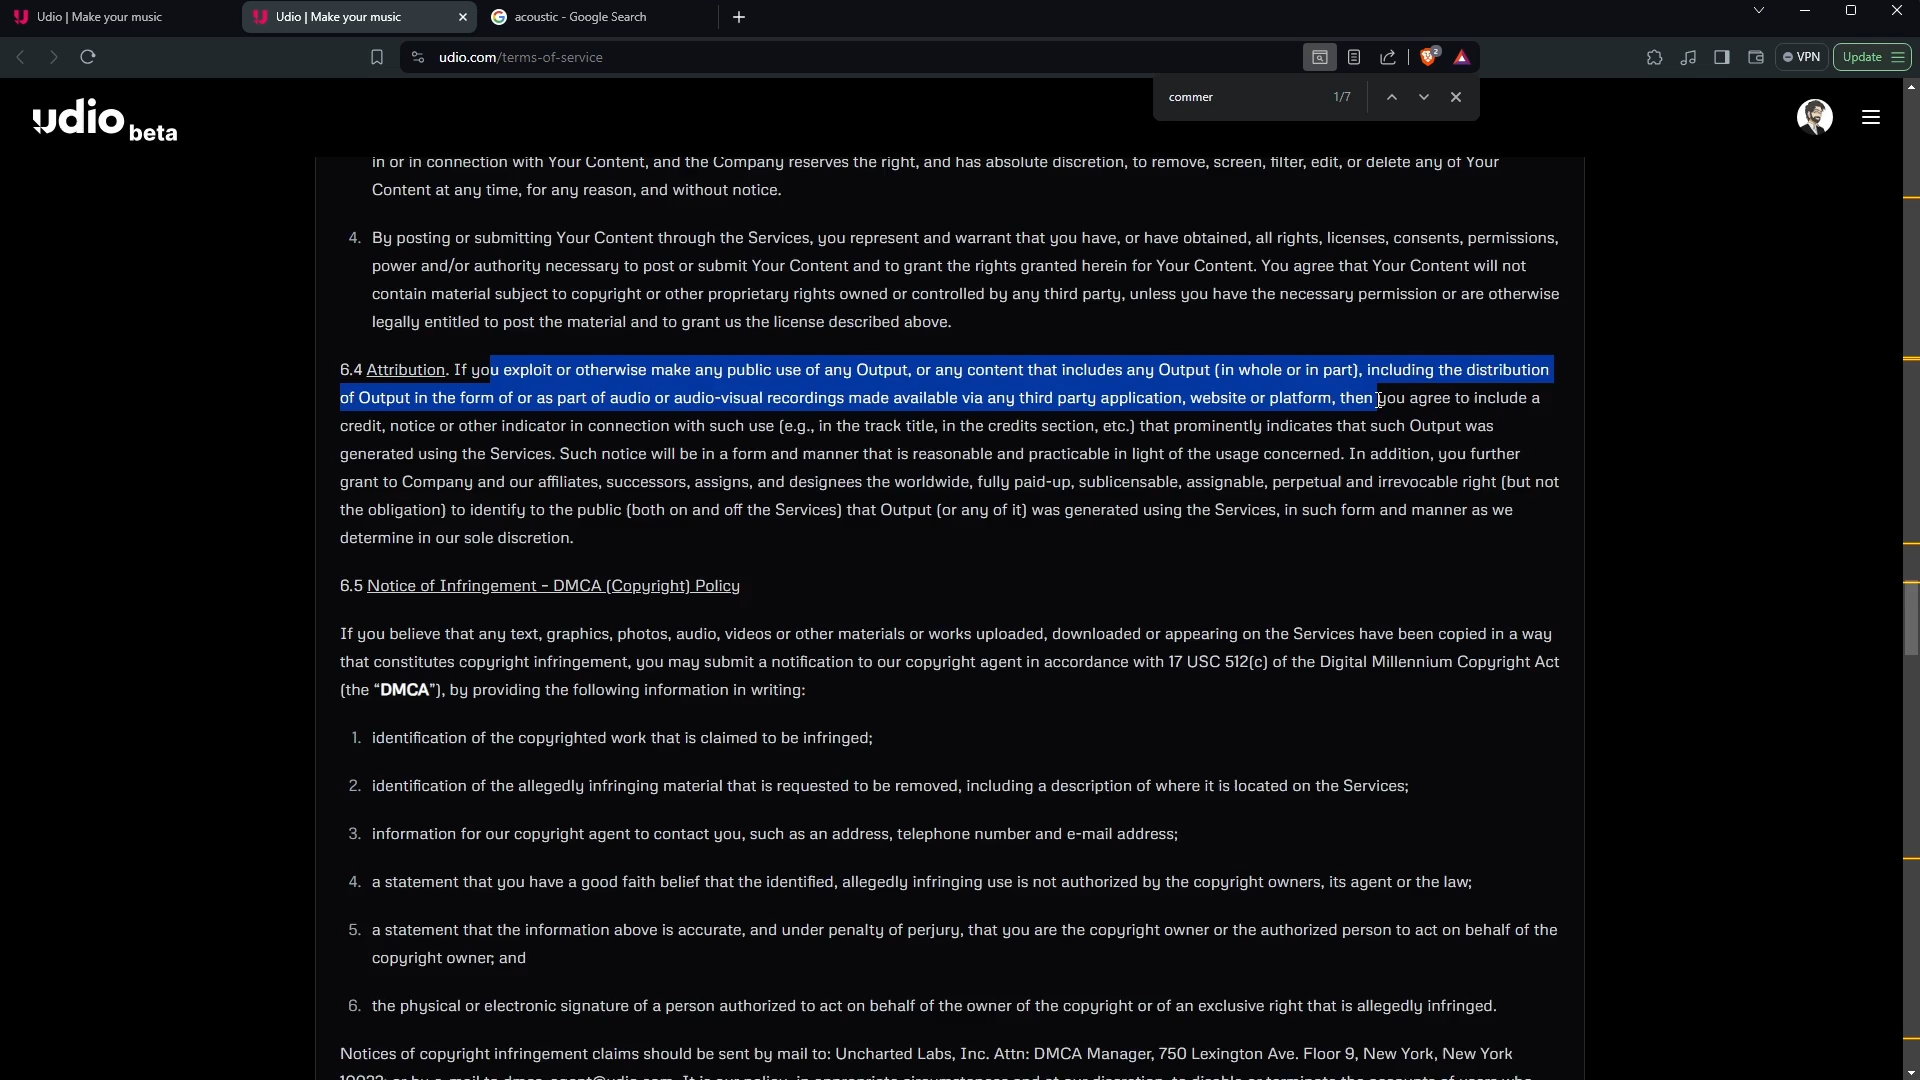 Udio | Make your music
Udio | Make your music
acoustic - Google Search
udio.com/terms-of-service
2
VPN
Update
commer
1/7
udio beta
in or in connection with Your Content, and the Company reserves the right, and has absolute discretion, to remove, screen, filter, edit, or delete any of Your
Content at any time, for any reason, and without notice.
4. By posting or submitting Your Content through the Services, you represent and warrant that you have, or have obtained, all rights, licenses, consents, permissions,
power and/or authority necessary to post or submit Your Content and to grant the rights granted herein for Your Content. You agree that Your Content will not
contain material subject to copyright or other proprietary rights owned or controlled by any third party, unless you have the necessary permission or are otherwise
legally entitled to post the material and to grant us the license described above.
6.4 Attribution. If you exploit or otherwise make any public use of any Output, or any content that includes any Output (in whole or in part), including the distribution
of Output in the form of or as part of audio or audio-visual recordings made available via any third party application, website or platform, then you agree to include a
credit, notice or other indicator in connection with such use (e.g., in the track title, in the credits section, etc.) that prominently indicates that such Output was
generated using the Services. Such notice will be in a form and manner that is reasonable and practicable in light of the usage concerned. In addition, you further
grant to Company and our affiliates, successors, assigns, and designees the worldwide, fully paid-up, sublicensable, assignable, perpetual and irrevocable right (but not
the obligation) to identify to the public (both on and off the Services) that Output (or any of it) was generated using the Services, in such form and manner as we
determine in our sole discretion.
6.5 Notice of Infringement – DMCA (Copyright) Policy
If you believe that any text, graphics, photos, audio, videos or other materials or works uploaded, downloaded or appearing on the Services have been copied in a way
that constitutes copyright infringement, you may submit a notification to our copyright agent in accordance with 17 USC 512(c) of the Digital Millennium Copyright Act
(the “DMCA”), by providing the following information in writing:
1. identification of the copyrighted work that is claimed to be infringed;
2. identification of the allegedly infringing material that is requested to be removed, including a description of where it is located on the Services;
3. information for our copyright agent to contact you, such as an address, telephone number and e-mail address;
4. a statement that you have a good faith belief that the identified, allegedly infringing use is not authorized by the copyright owners, its agent or the law;
5. a statement that the information above is accurate, and under penalty of perjury, that you are the copyright owner or the authorized person to act on behalf of the
copyright owner; and
6. the physical or electronic signature of a person authorized to act on behalf of the owner of the copyright or of an exclusive right that is allegedly infringed.
Notices of copyright infringement claims should be sent by mail to: Uncharted Labs, Inc. Attn: DMCA Manager, 750 Lexington Ave. Floor 9, New York, New York